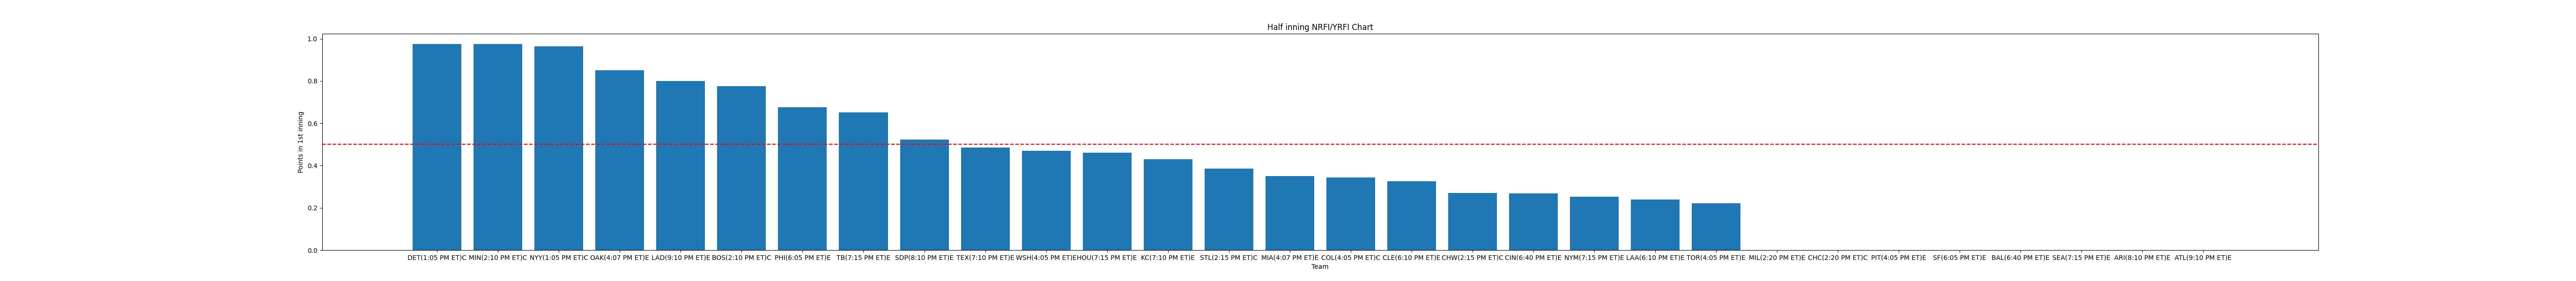 Half inning NRFI/YRFI Chart
1.0
0.8
0.6
0.4
0.2
0.0
Points in 1st inning
DET(1:05 PM ET)C MIN(2:10 PM ET)C NYY(1:05 PM ET)C OAK(4:07 PM ET)E LAD(9:10 PM ET)E BOS(2:10 PM ET)C PHI(6:05 PM ET)E TB(7:15 PM ET)E SDP(8:10 PM ET)E TEX(7:10 PM ET)E WSH(4:05 PM ET)E HOU(7:15 PM ET)E KC(7:10 PM ET)E STL(2:15 PM ET)C MIA(4:07 PM ET)E COL(4:05 PM ET)C CLE(6:10 PM ET)E CHW(2:15 PM ET)C CIN(6:40 PM ET)E NYM(7:15 PM ET)E LAA(6:10 PM ET)E TOR(4:05 PM ET)E MIL(2:20 PM ET)E CHC(2:20 PM ET)C PIT(4:05 PM ET)E SF(6:05 PM ET)E BAL(6:40 PM ET)E SEA(7:15 PM ET)E ARI(8:10 PM ET)E ATL(9:10 PM ET)E
Team